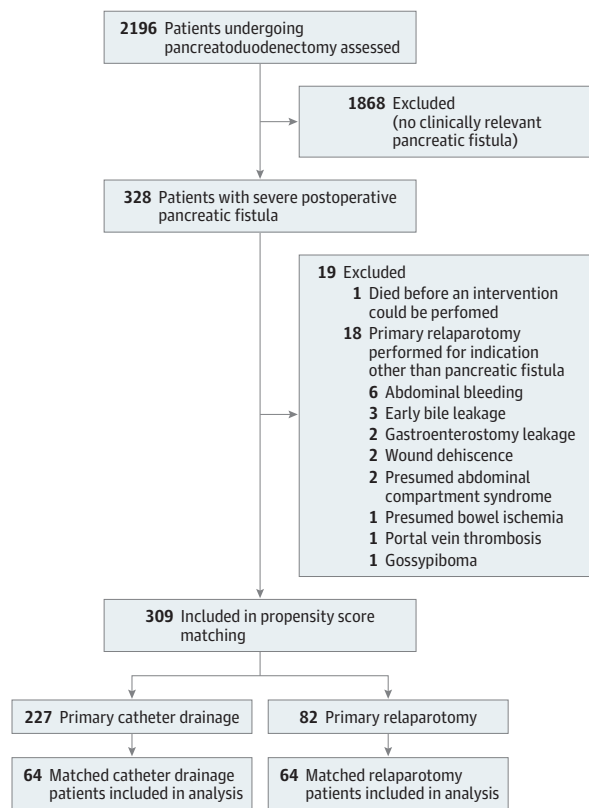 2196 Patients undergoing
pancreatoduodenectomy assessed
1868 Excluded
(no clinically relevant
pancreatic fistula)
328 Patients with severe postoperative
pancreatic fistula
19 Excluded
1 Died before an intervention
could be perfomed
18 Primary relaparotomy
performed for indication
other than pancreatic fistula
6 Abdominal bleeding
3 Early bile leakage
2 Gastroenterostomy leakage
2 Wound dehiscence
2 Presumed abdominal
compartment syndrome
1 Presumed bowel ischemia
1 Portal vein thrombosis
1 Gossypiboma
309 Included in propensity score
matching
227 Primary catheter drainage
82 Primary relaparotomy
64 Matched catheter drainage
patients included in analysis
64 Matched relaparotomy
patients included in analysis